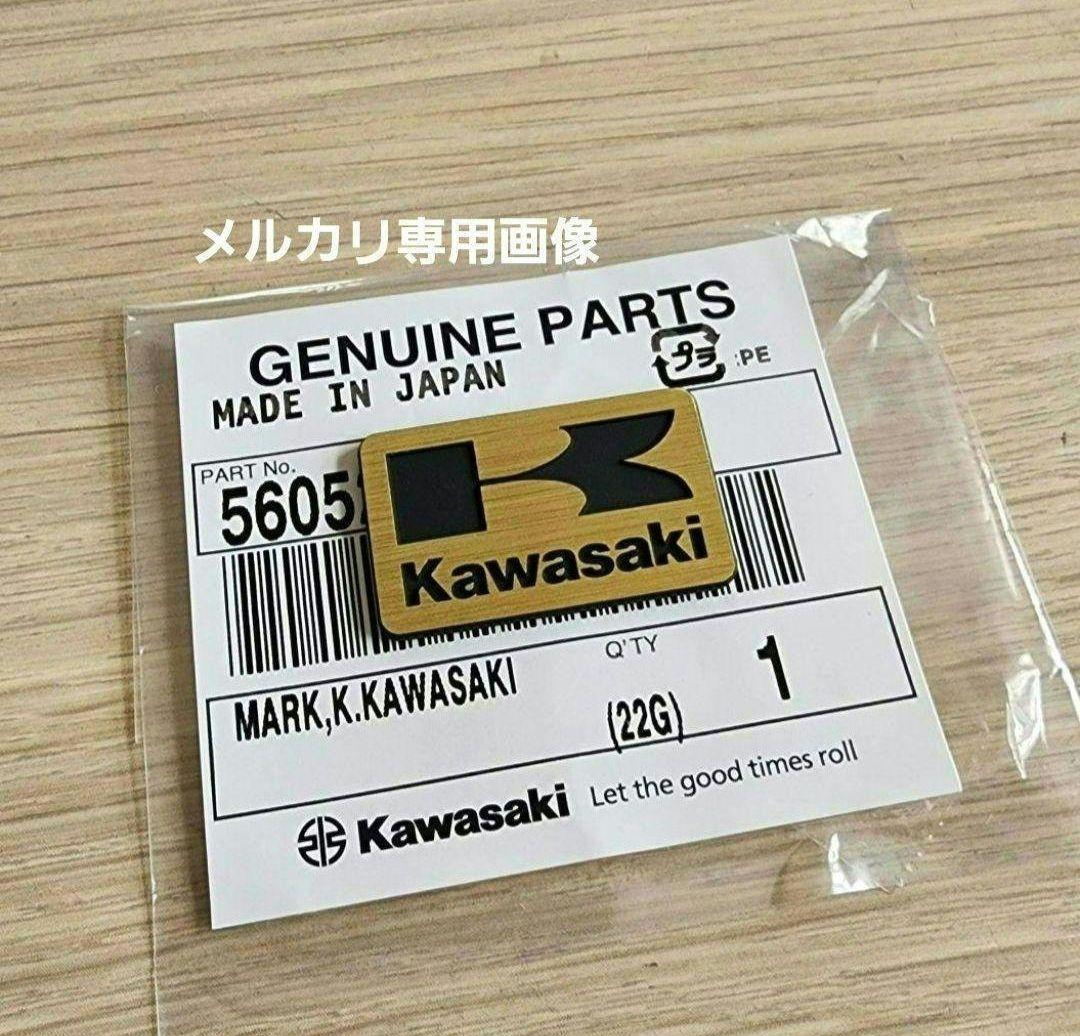 メルカリ専用画像
GENUINE PARTS
MADE IN JAPAN
プラ :PE
PART No.
5605
K
Kawasaki
Q'TY
MARK,K.KAWASAKI
1
(22G)
Kawasaki Let the good times roll